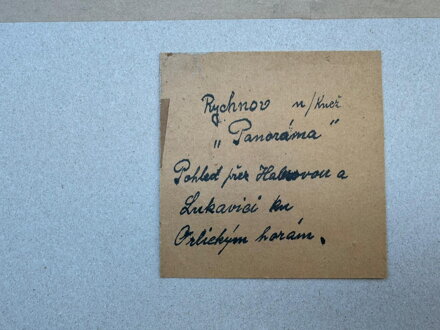 Rychnov n/Kněž
„Panoráma“
Pohled přes Habrovou a
Lukavici ku
Orlickým horám.